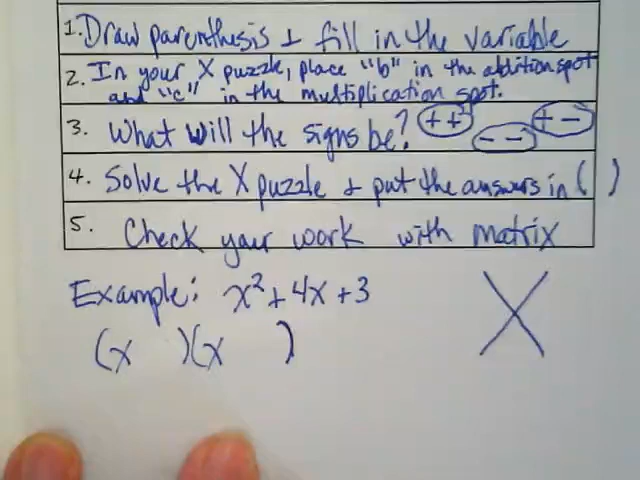 1. Draw parenthesis + fill in the variable
2. In your X puzzle, place "b" in the addition spot
and "c" in the multiplication spot.
3. What will the signs be? ++ -- +-
4. Solve the X puzzle + put the answers in ( )
5. Check your work with matrix
Example: x² + 4x + 3
(x )(x )